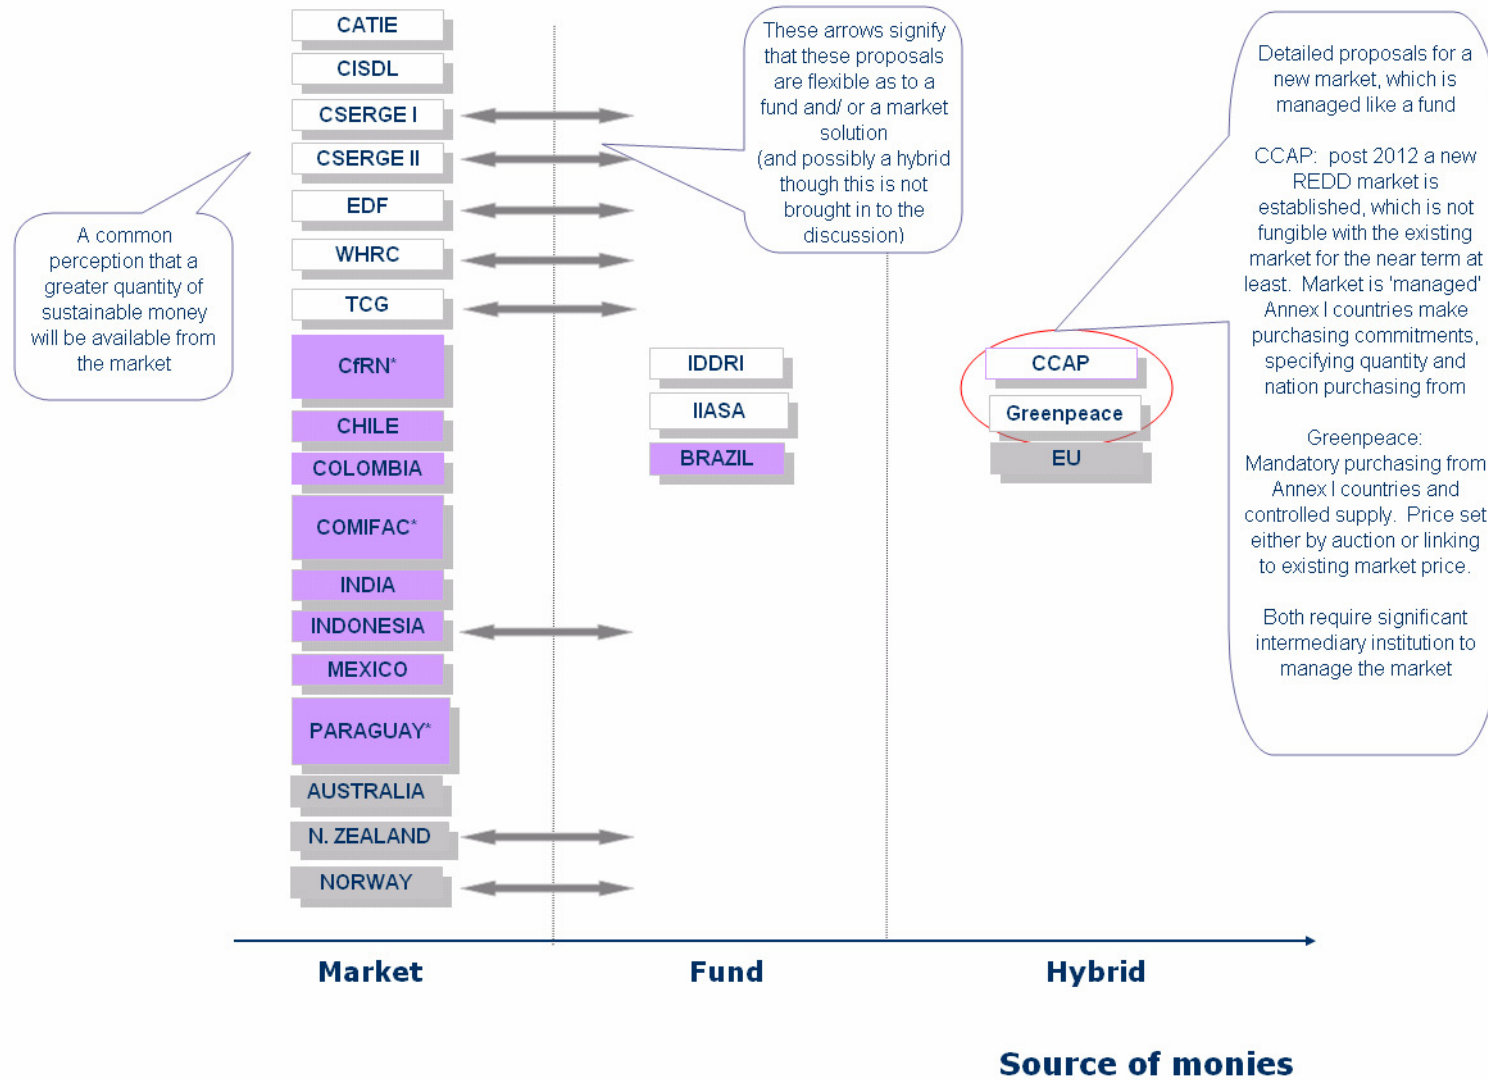 CATIE
CISDL
CSERGE I
CSERGE II
EDF
WHRC
TCG
CfRN*
CHILE
COLOMBIA
COMIFAC*
INDIA
INDONESIA
MEXICO
PARAGUAY*
AUSTRALIA
N. ZEALAND
NORWAY
A common
perception that a
greater quantity of
sustainable money
will be available from
the market
These arrows signify
that these proposals
are flexible as to a
fund and/ or a market
solution
(and possibly a hybrid
though this is not
brought in to the
discussion)
IDDRI
IIASA
BRAZIL
CCAP
Greenpeace
EU
Detailed proposals for a
new market, which is
managed like a fund
CCAP: post 2012 a new
REDD market is
established, which is not
fungible with the existing
market for the near term at
least. Market is 'managed'
Annex I countries make
purchasing commitments,
specifying quantity and
nation purchasing from
Greenpeace:
Mandatory purchasing from
Annex I countries and
controlled supply. Price set
either by auction or linking
to existing market price.
Both require significant
intermediary institution to
manage the market
Market
Fund
Hybrid
Source of monies